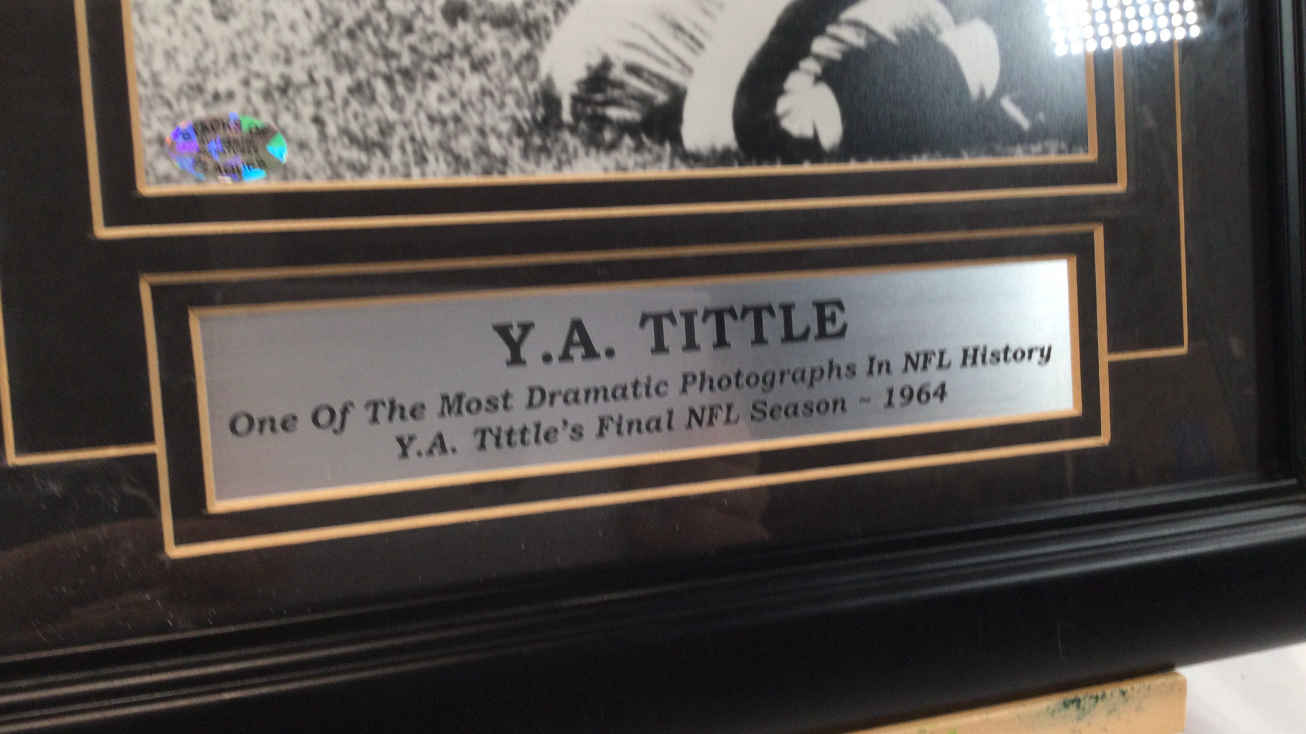 Y.A. TITTLE
One Of The Most Dramatic Photographs In NFL History
Y.A. Tittle's Final NFL Season ~ 1964